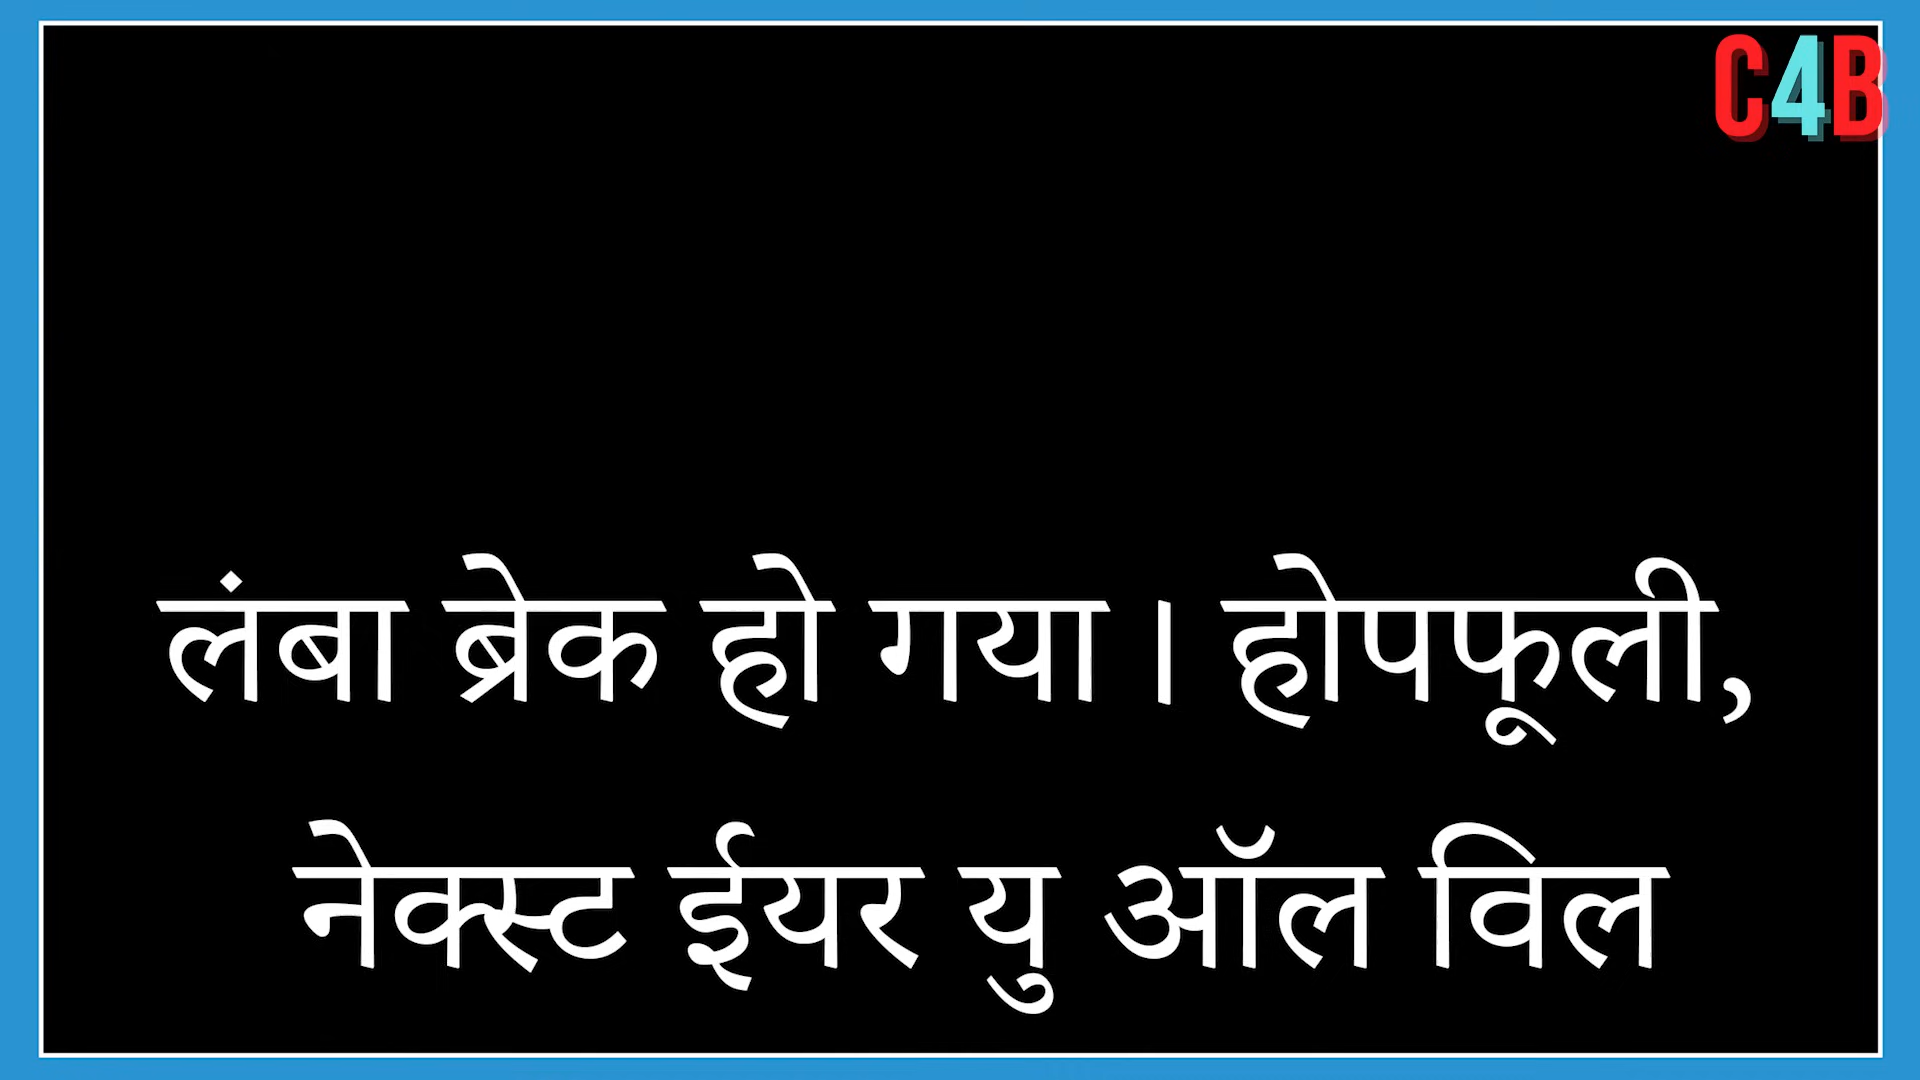 C4B
लंबा ब्रेक हो गया । होपफूली,
नेक्स्ट ईयर यु ऑल विल